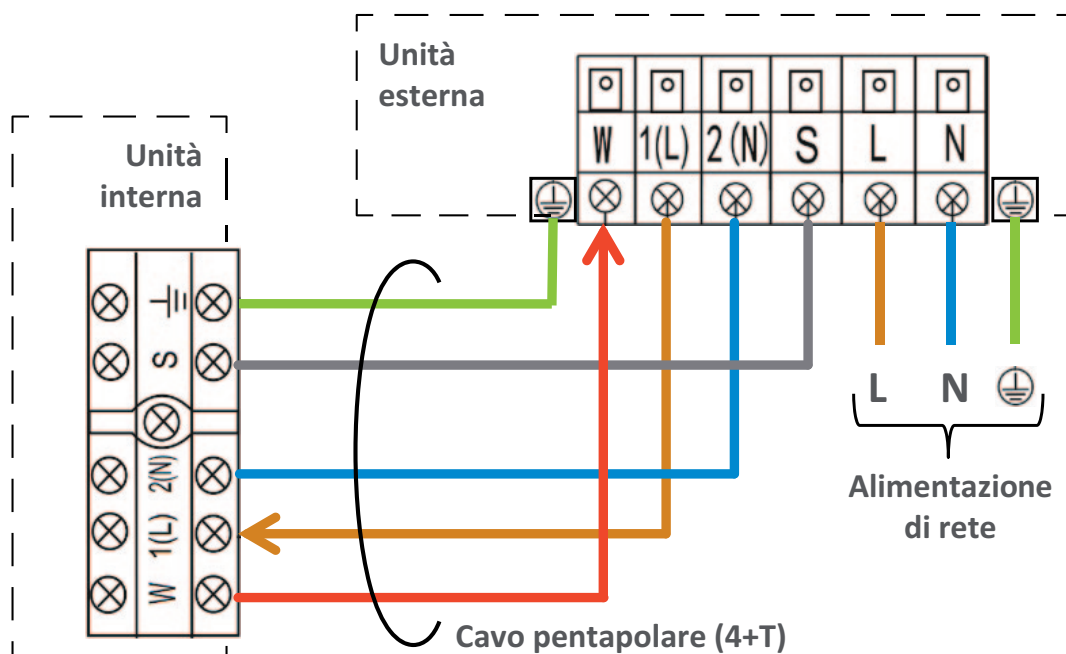 Unità
esterna
W 1(L) 2(N) S L N
Unità
interna
S
2(N)
1(L)
W
L N
Alimentazione
di rete
Cavo pentapolare (4+T)